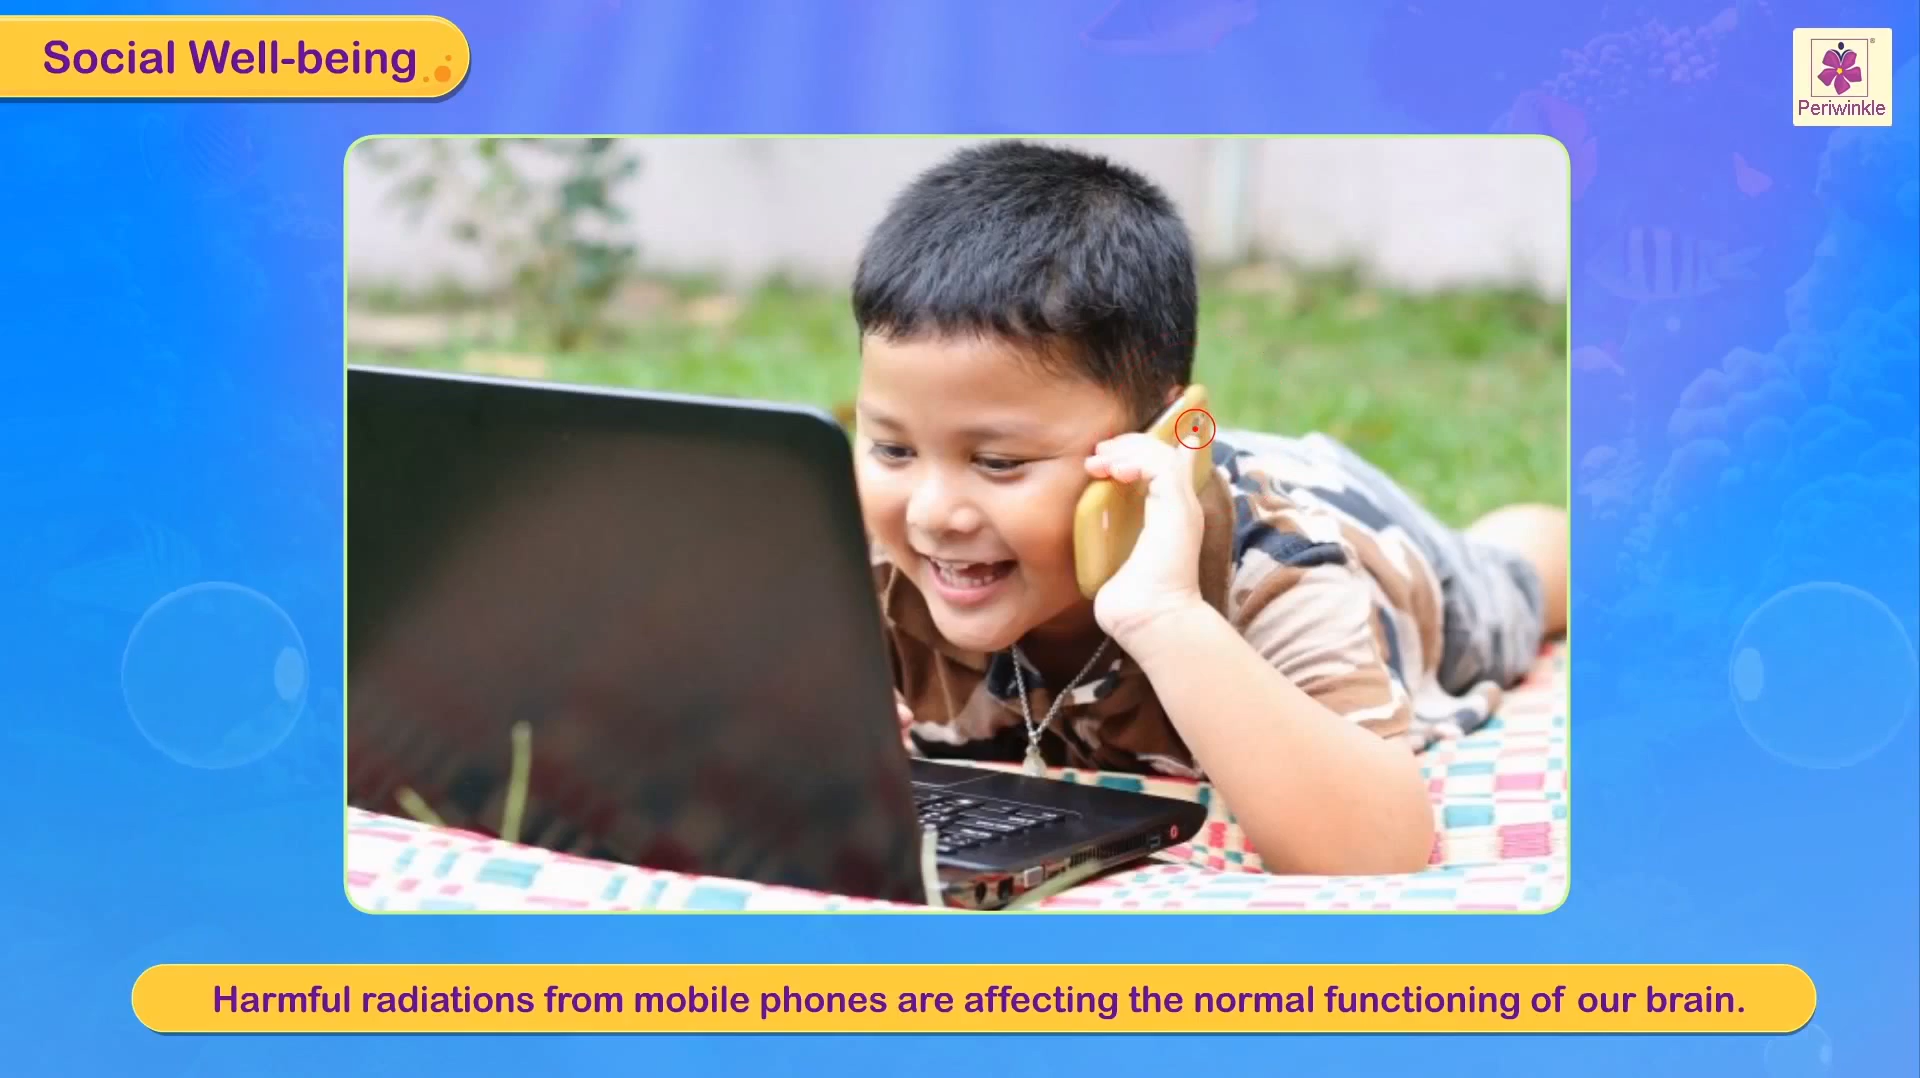 Social Well-being
Periwinkle
Harmful radiations from mobile phones are affecting the normal functioning of our brain.